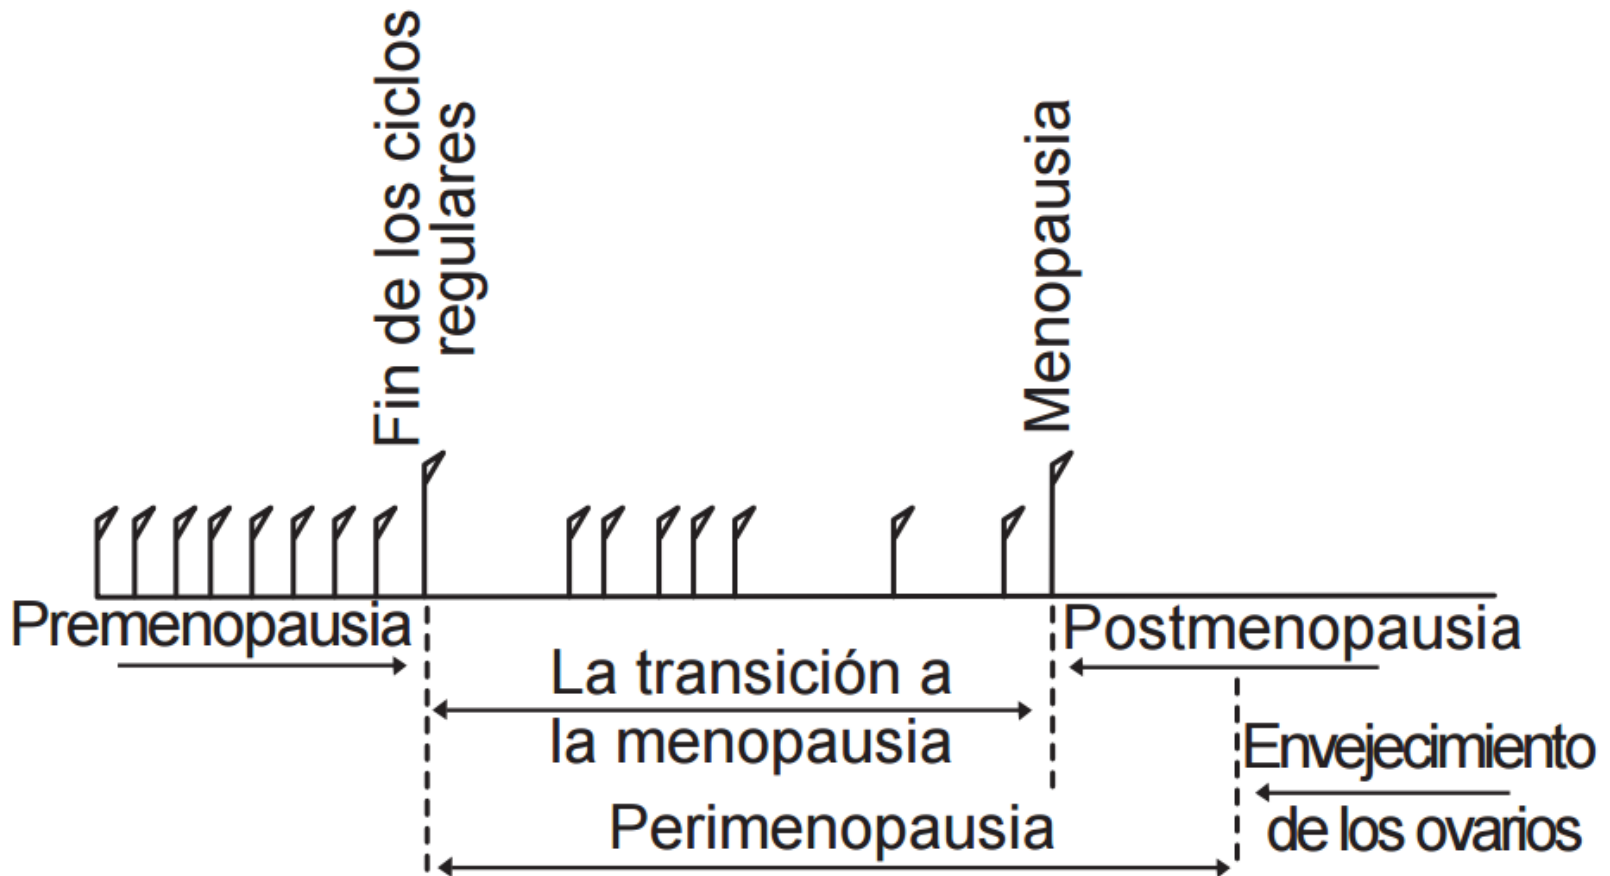 Fin de los ciclos
regulares
Menopausia
Premenopausia
Postmenopausia
La transición a
la menopausia
Envejecimiento
de los ovarios
Perimenopausia